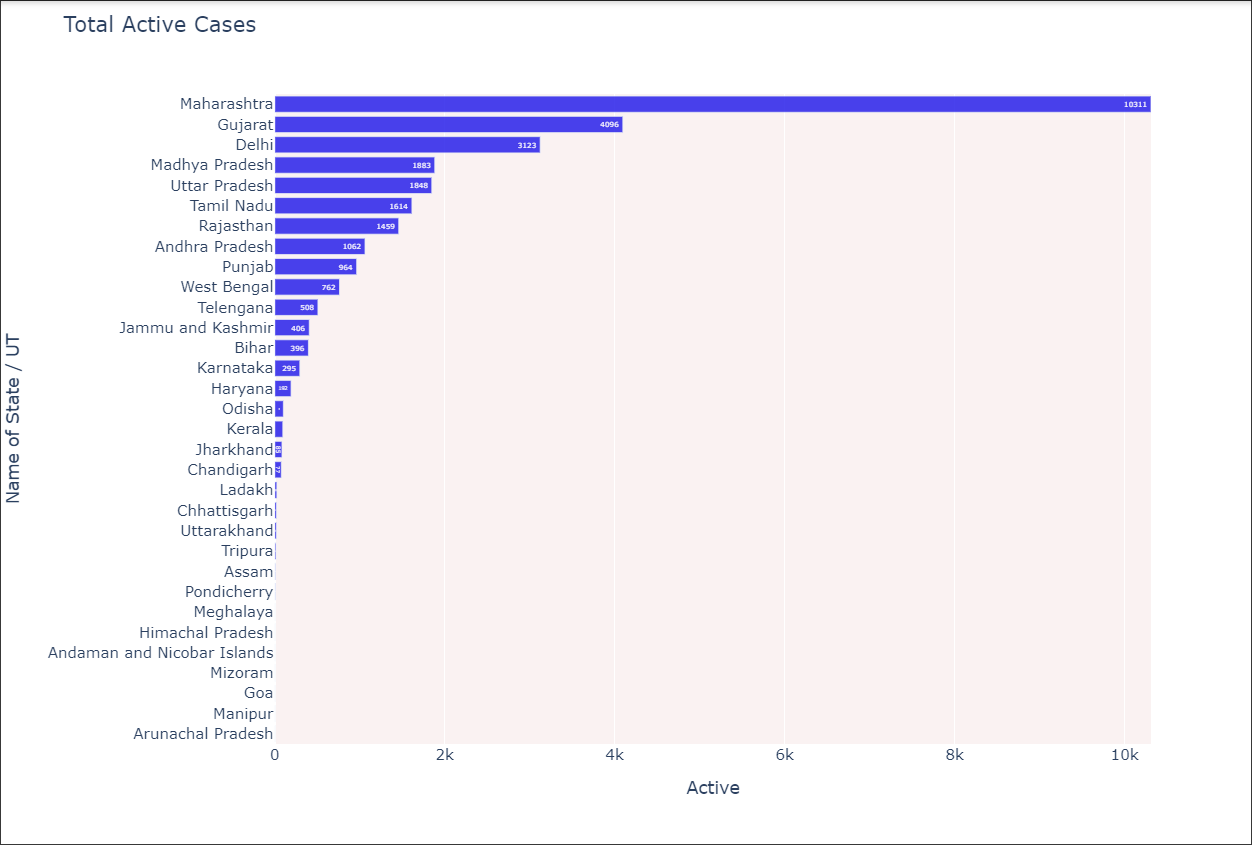 Total Active Cases
Name of State / UT
Maharashtra 10311
Gujarat 4096
Delhi 3123
Madhya Pradesh 1883
Uttar Pradesh 1848
Tamil Nadu 1614
Rajasthan 1459
Andhra Pradesh 1062
Punjab 964
West Bengal 762
Telengana 508
Jammu and Kashmir 406
Bihar 396
Karnataka 295
Haryana 192
Odisha
Kerala
Jharkhand
Chandigarh
Ladakh
Chhattisgarh
Uttarakhand
Tripura
Assam
Pondicherry
Meghalaya
Himachal Pradesh
Andaman and Nicobar Islands
Mizoram
Goa
Manipur
Arunachal Pradesh
0 2k 4k 6k 8k 10k
Active